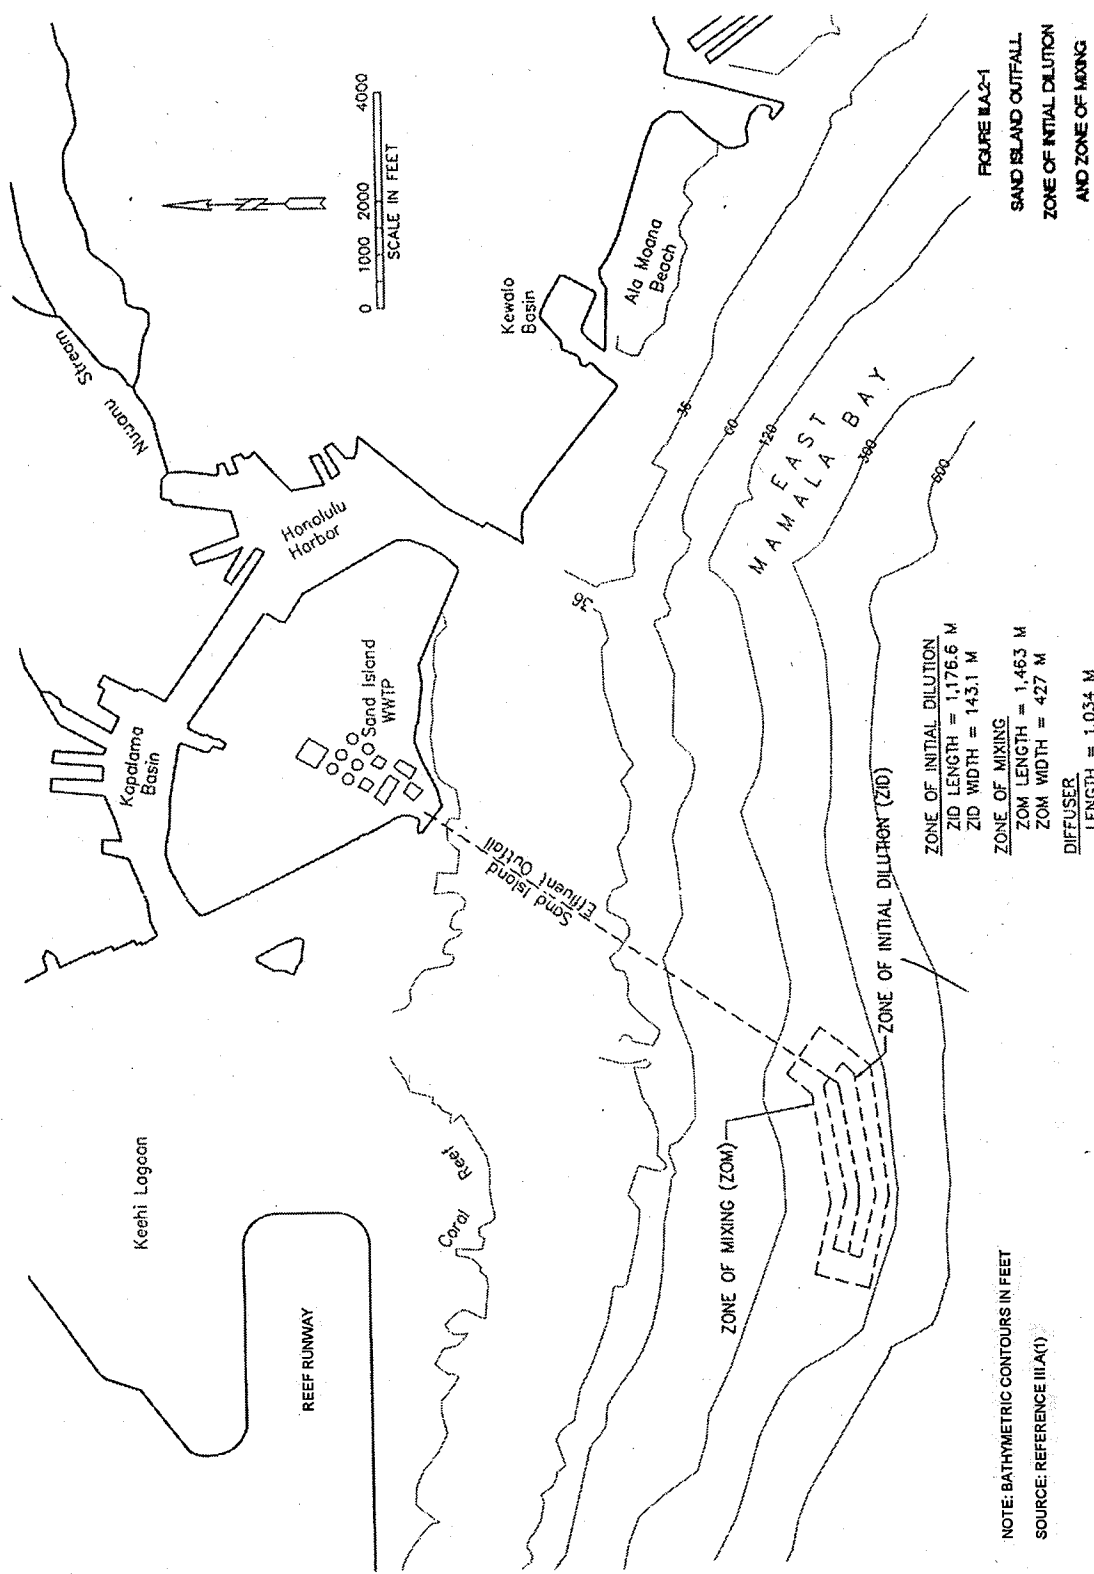 Nuuanu
Stream
0 1000 2000 4000
SCALE IN FEET
Kapalama
Basin
Honolulu
Harbor
Kewalo
Basin
Ala Moana
Beach
Keehi Lagoon
Sand Island
WWTP
REEF RUNWAY
Coral Reef
Sand Island
Effluent Outfall
36
36
60
120
300
600
EAST
MAMALA BAY
ZONE OF MIXING (ZOM)
ZONE OF INITIAL DILUTION (ZID)
ZONE OF INITIAL DILUTION
ZID LENGTH = 1,176.6 M
ZID WIDTH = 143.1 M
ZONE OF MIXING
ZOM LENGTH = 1,463 M
ZOM WIDTH = 427 M
DIFFUSER
LENGTH = 1,034 M
NOTE: BATHYMETRIC CONTOURS IN FEET
SOURCE: REFERENCE III.A(1)
FIGURE III.A.2-1
SAND ISLAND OUTFALL
ZONE OF INITIAL DILUTION
AND ZONE OF MIXING